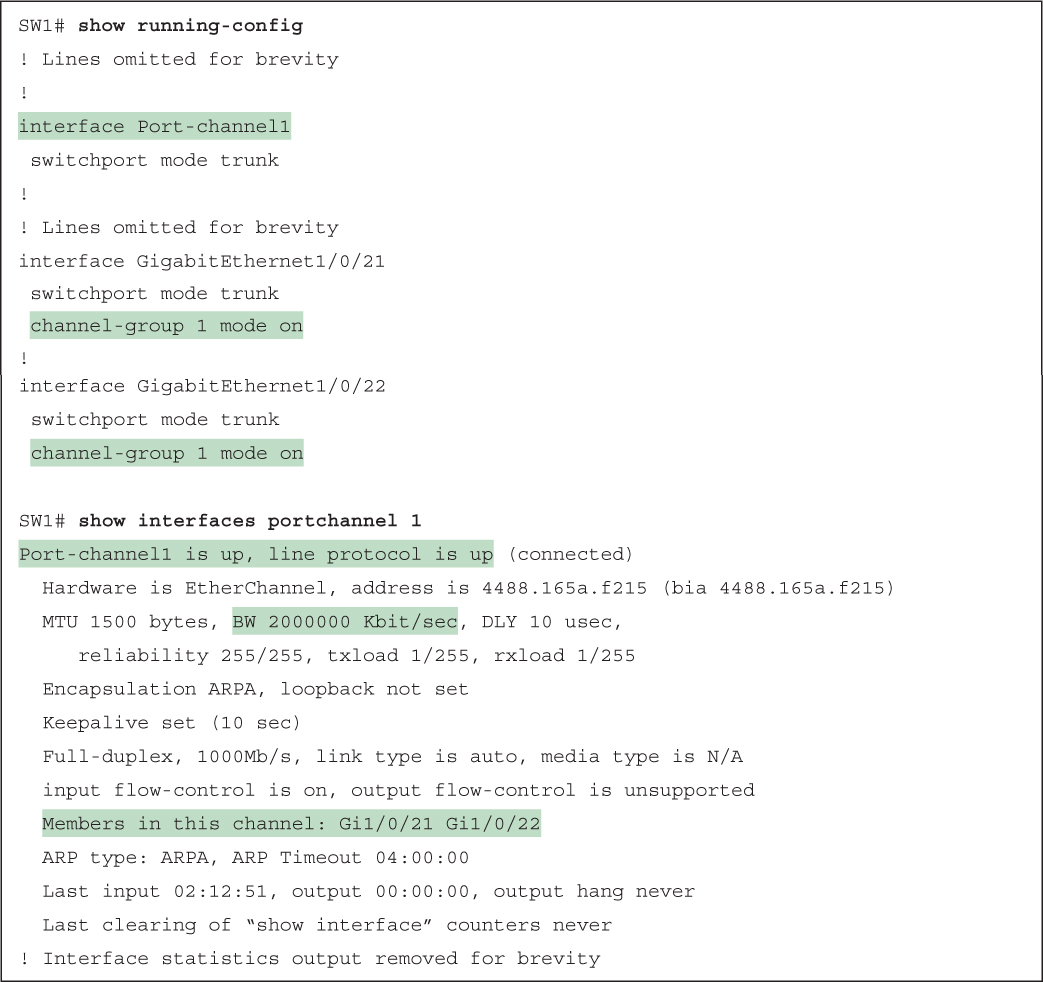 SW1# show running-config
! Lines omitted for brevity
!
interface Port-channel1
 switchport mode trunk
!
! Lines omitted for brevity
interface GigabitEthernet1/0/21
 switchport mode trunk
 channel-group 1 mode on
!
interface GigabitEthernet1/0/22
 switchport mode trunk
 channel-group 1 mode on

SW1# show interfaces portchannel 1
Port-channel1 is up, line protocol is up (connected)
  Hardware is EtherChannel, address is 4488.165a.f215 (bia 4488.165a.f215)
  MTU 1500 bytes, BW 2000000 Kbit/sec, DLY 10 usec,
     reliability 255/255, txload 1/255, rxload 1/255
  Encapsulation ARPA, loopback not set
  Keepalive set (10 sec)
  Full-duplex, 1000Mb/s, link type is auto, media type is N/A
  input flow-control is on, output flow-control is unsupported
  Members in this channel: Gi1/0/21 Gi1/0/22
  ARP type: ARPA, ARP Timeout 04:00:00
  Last input 02:12:51, output 00:00:00, output hang never
  Last clearing of “show interface” counters never
! Interface statistics output removed for brevity